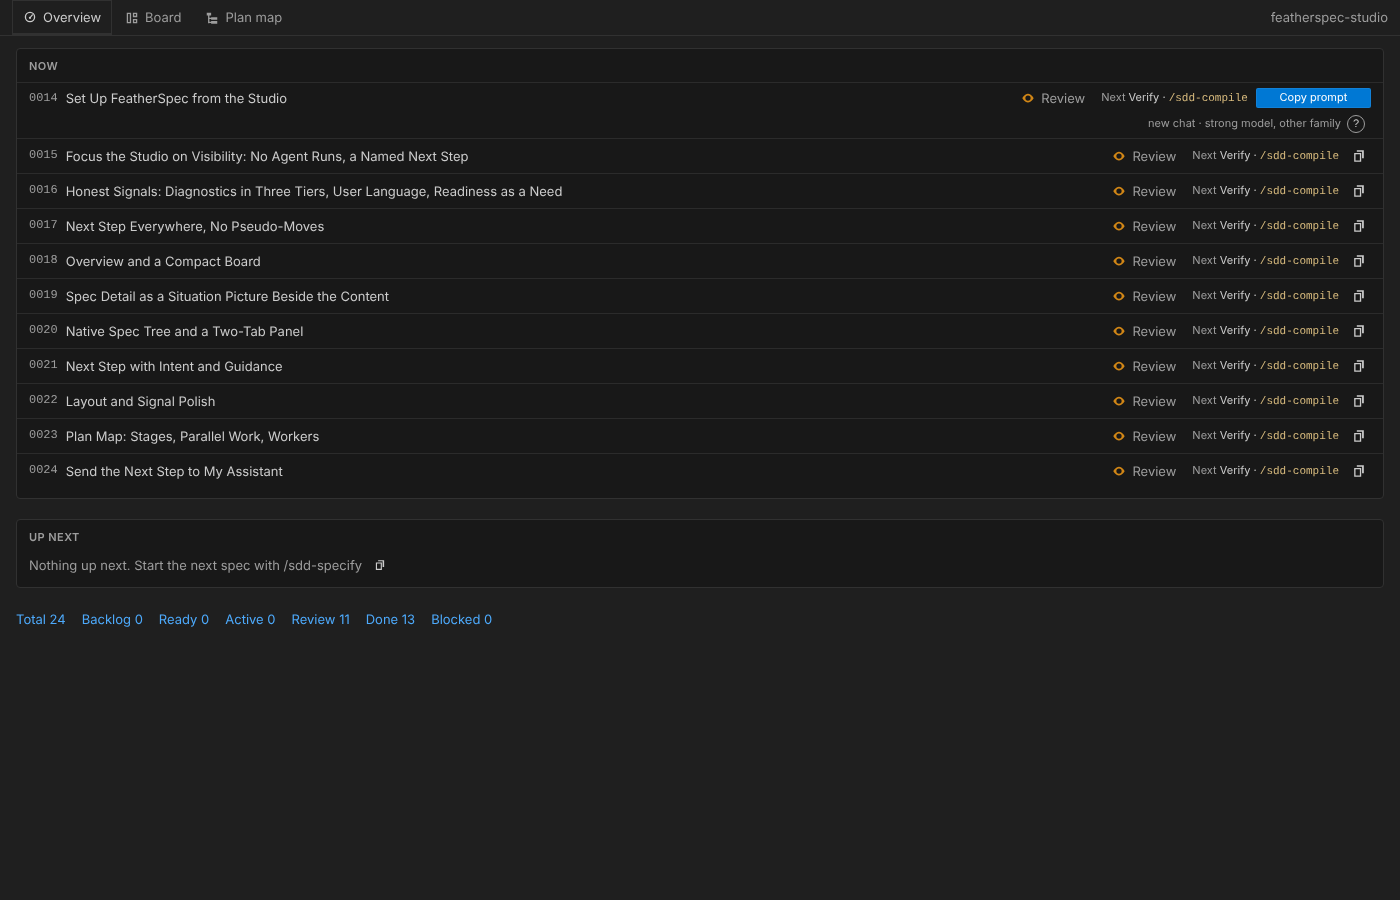 Overview Board Plan map featherspec-studio
NOW
0014 Set Up FeatherSpec from the Studio Review Next Verify · /sdd-compile Copy prompt
new chat · strong model, other family ?
0015 Focus the Studio on Visibility: No Agent Runs, a Named Next Step Review Next Verify · /sdd-compile
0016 Honest Signals: Diagnostics in Three Tiers, User Language, Readiness as a Need Review Next Verify · /sdd-compile
0017 Next Step Everywhere, No Pseudo-Moves Review Next Verify · /sdd-compile
0018 Overview and a Compact Board Review Next Verify · /sdd-compile
0019 Spec Detail as a Situation Picture Beside the Content Review Next Verify · /sdd-compile
0020 Native Spec Tree and a Two-Tab Panel Review Next Verify · /sdd-compile
0021 Next Step with Intent and Guidance Review Next Verify · /sdd-compile
0022 Layout and Signal Polish Review Next Verify · /sdd-compile
0023 Plan Map: Stages, Parallel Work, Workers Review Next Verify · /sdd-compile
0024 Send the Next Step to My Assistant Review Next Verify · /sdd-compile
UP NEXT
Nothing up next. Start the next spec with /sdd-specify
Total 24 Backlog 0 Ready 0 Active 0 Review 11 Done 13 Blocked 0